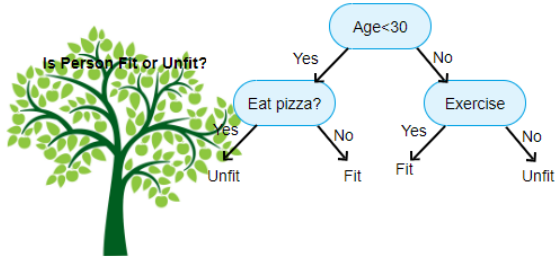 Age<30
Is Person Fit or Unfit?
Yes
No
Eat pizza?
Exercise
Yes
No
Yes
No
Unfit
Fit
Fit
Unfit